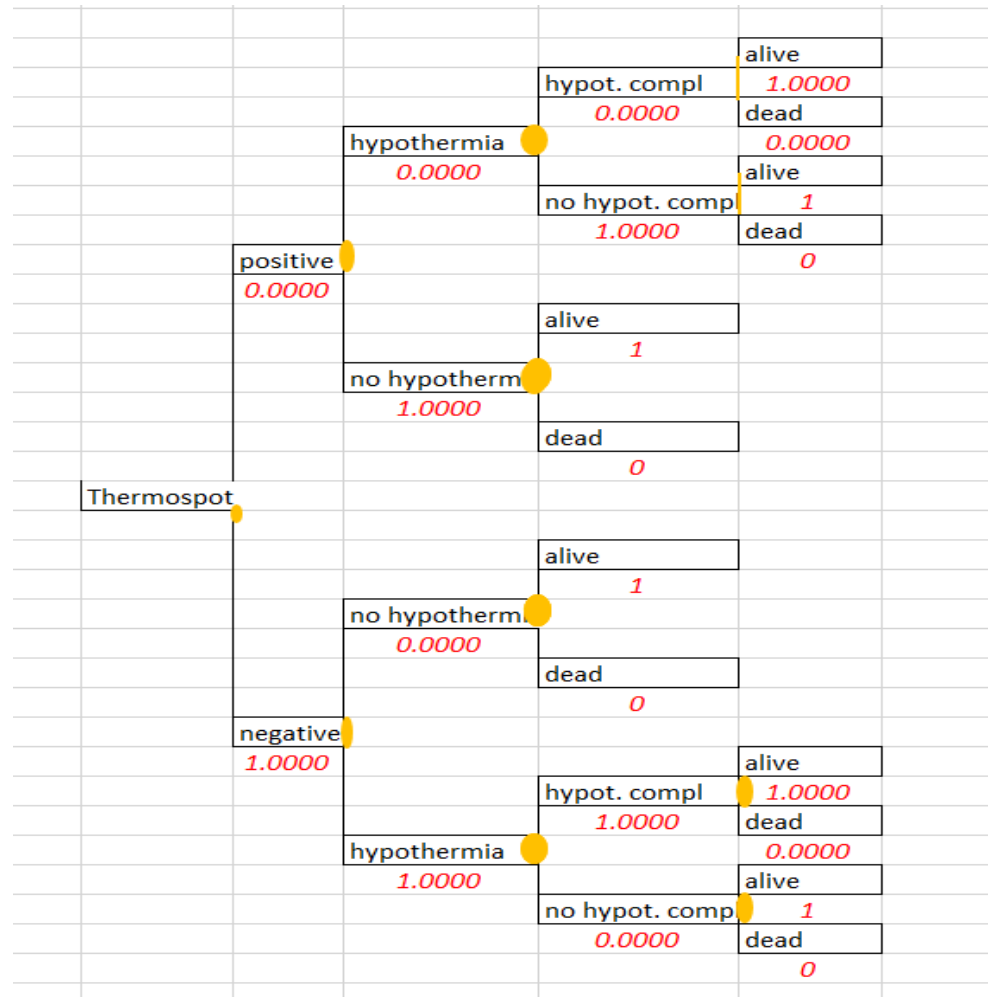 alive
hypot. compl
1.0000
0.0000
dead
hypothermia
0.0000
0.0000
alive
no hypot. compl
1
1.0000
dead
positive
0
0.0000
alive
1
no hypotherm
1.0000
dead
0
Thermospot
alive
1
no hypothermi
0.0000
dead
0
negative
1.0000
alive
hypot. compl
1.0000
1.0000
dead
hypothermia
0.0000
1.0000
alive
no hypot. compl
1
0.0000
dead
0